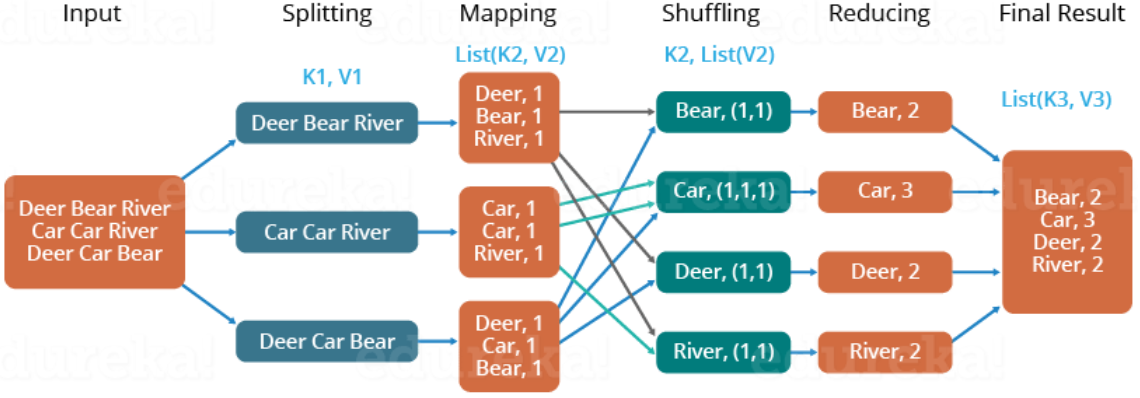 Input
Splitting
Mapping
Shuffling
Reducing
Final Result
K1, V1
List(K2, V2)
K2, List(V2)
List(K3, V3)
Deer Bear River
Car Car River
Deer Car Bear
Deer Bear River
Car Car River
Deer Car Bear
Deer, 1
Bear, 1
River, 1
Car, 1
Car, 1
River, 1
Deer, 1
Car, 1
Bear, 1
Bear, (1,1)
Car, (1,1,1)
Deer, (1,1)
River, (1,1)
Bear, 2
Car, 3
Deer, 2
River, 2
Bear, 2
Car, 3
Deer, 2
River, 2
edureka!